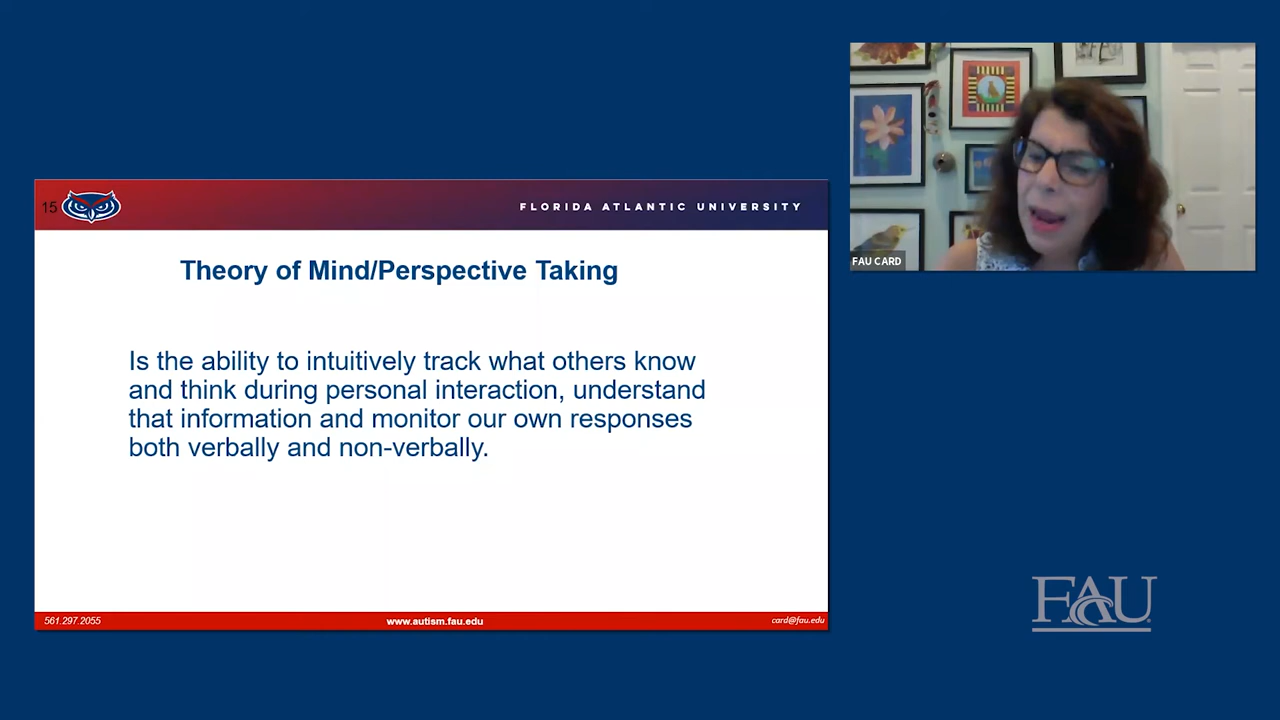 15
FLORIDA ATLANTIC UNIVERSITY
Theory of Mind/Perspective Taking
Is the ability to intuitively track what others know
and think during personal interaction, understand
that information and monitor our own responses
both verbally and non-verbally.
561.297.2055
www.autism.fau.edu
card@fau.edu
FAU CARD
FAU